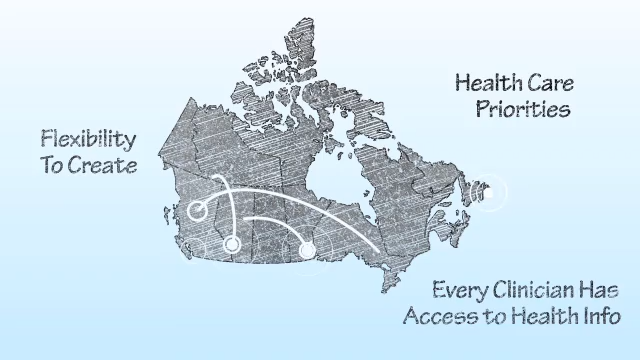 Flexibility
To Create
Health Care
Priorities
Every Clinician Has
Access to Health Info